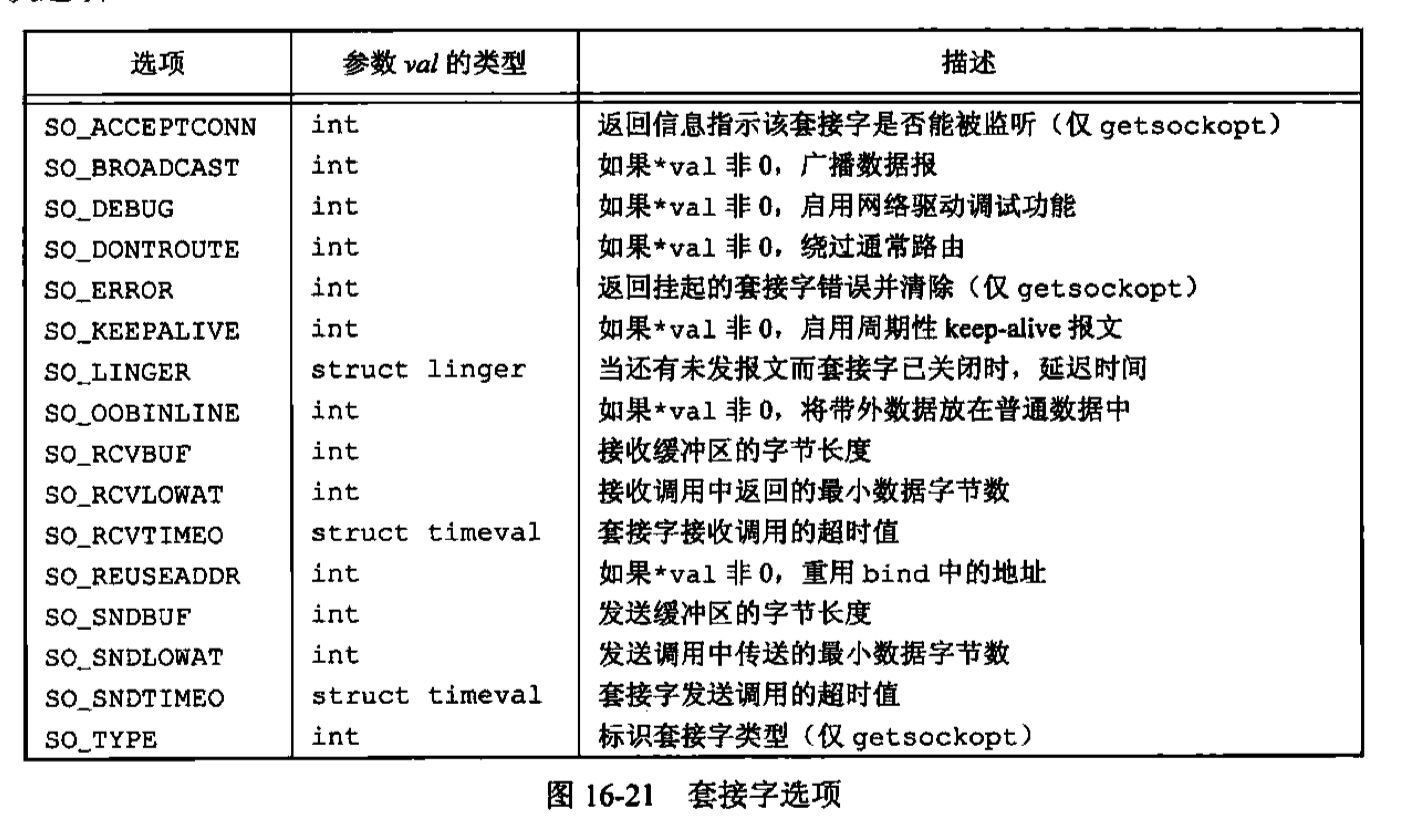 选项 参数 val 的类型 描述
SO_ACCEPTCONN int 返回信息指示该套接字是否能被监听（仅 getsockopt）
SO_BROADCAST int 如果*val 非 0，广播数据报
SO_DEBUG int 如果*val 非 0，启用网络驱动调试功能
SO_DONTROUTE int 如果*val 非 0，绕过通常路由
SO_ERROR int 返回挂起的套接字错误并清除（仅 getsockopt）
SO_KEEPALIVE int 如果*val 非 0，启用周期性 keep-alive 报文
SO_LINGER struct linger 当还有未发报文而套接字已关闭时，延迟时间
SO_OOBINLINE int 如果*val 非 0，将带外数据放在普通数据中
SO_RCVBUF int 接收缓冲区的字节长度
SO_RCVLOWAT int 接收调用中返回的最小数据字节数
SO_RCVTIMEO struct timeval 套接字接收调用的超时值
SO_REUSEADDR int 如果*val 非 0，重用 bind 中的地址
SO_SNDBUF int 发送缓冲区的字节长度
SO_SNDLOWAT int 发送调用中传送的最小数据字节数
SO_SNDTIMEO struct timeval 套接字发送调用的超时值
SO_TYPE int 标识套接字类型（仅 getsockopt）
图 16-21 套接字选项